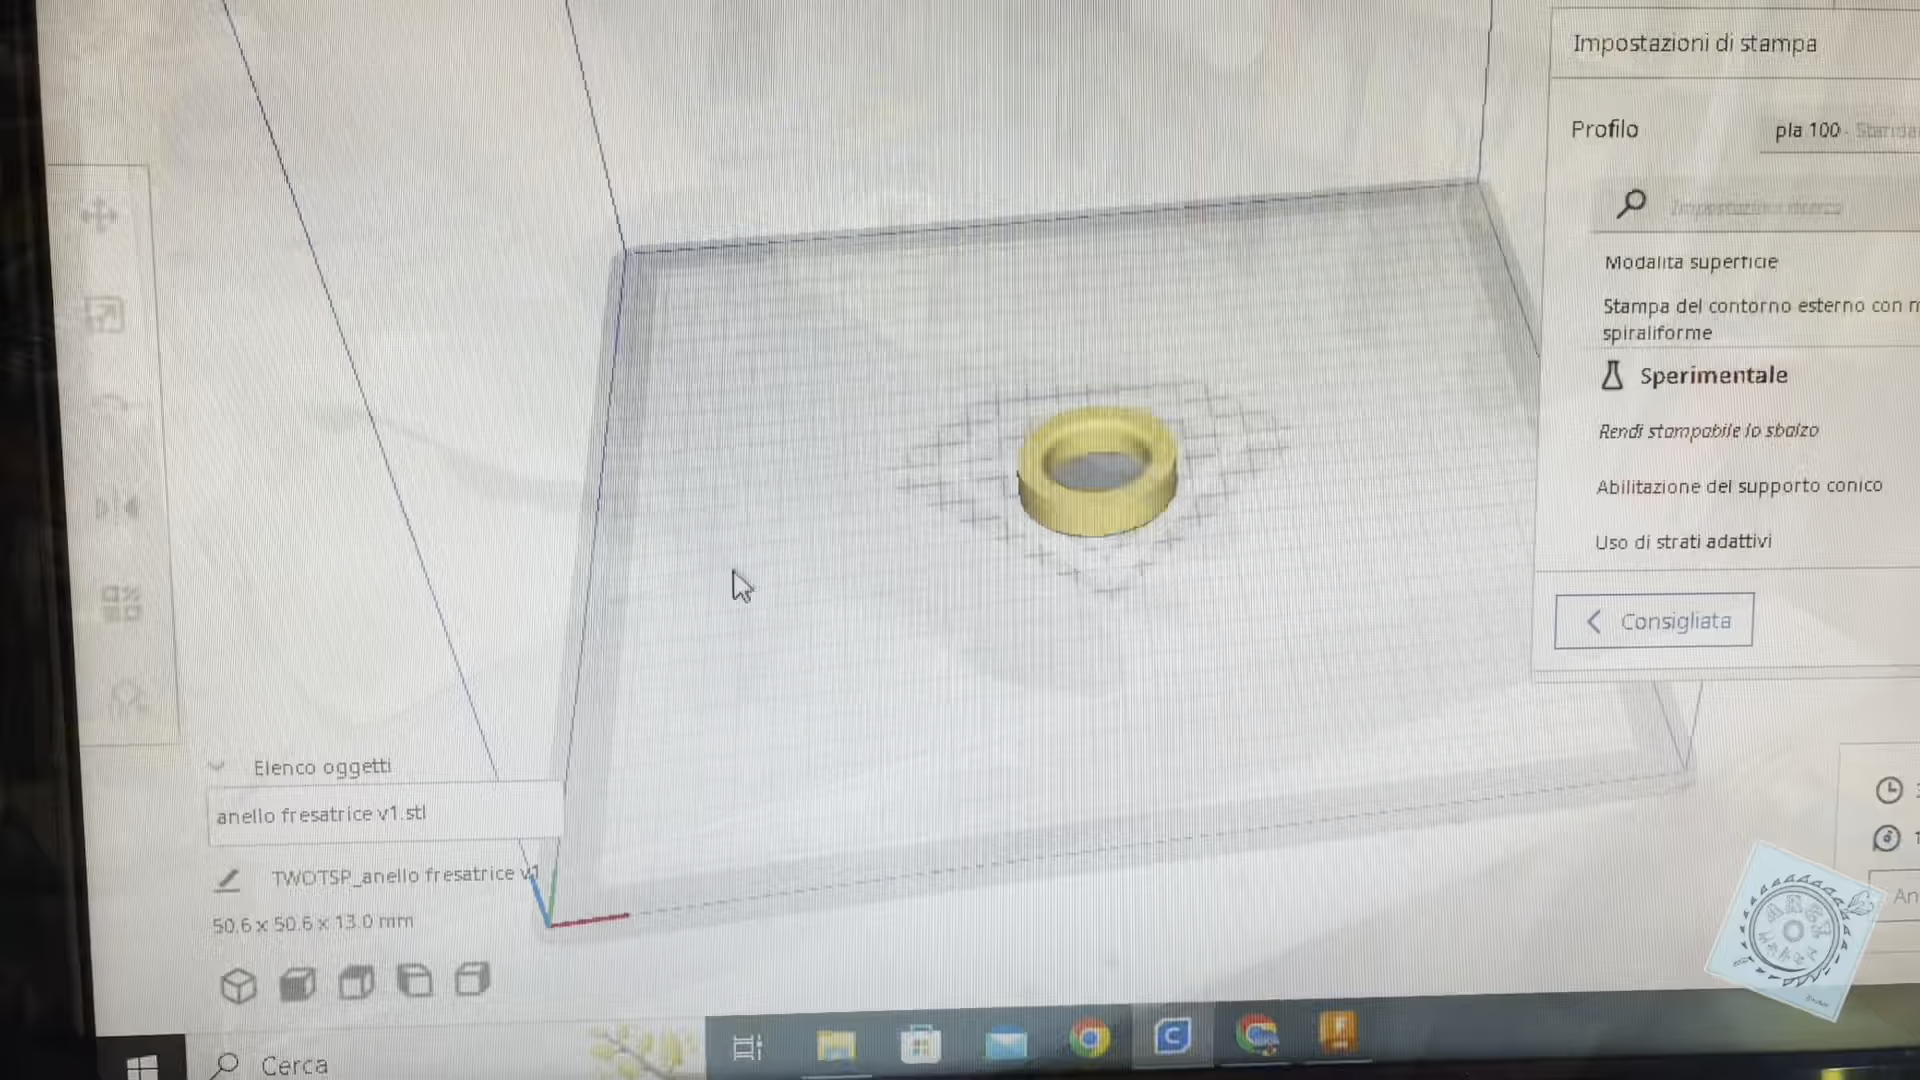 Impostazioni di stampa
Profilo
pla 100
Modalità superficie
Stampa del contorno esterno con
spiraliforme
Sperimentale
Rendi stampabile lo sbalzo
Abilitazione del supporto conico
Uso di strati adattivi
Consigliata
Elenco oggetti
anello fresatrice v1.stl
TWOTSP_anello fresatrice v1
50.6 x 50.6 x 13.0 mm
Cerca